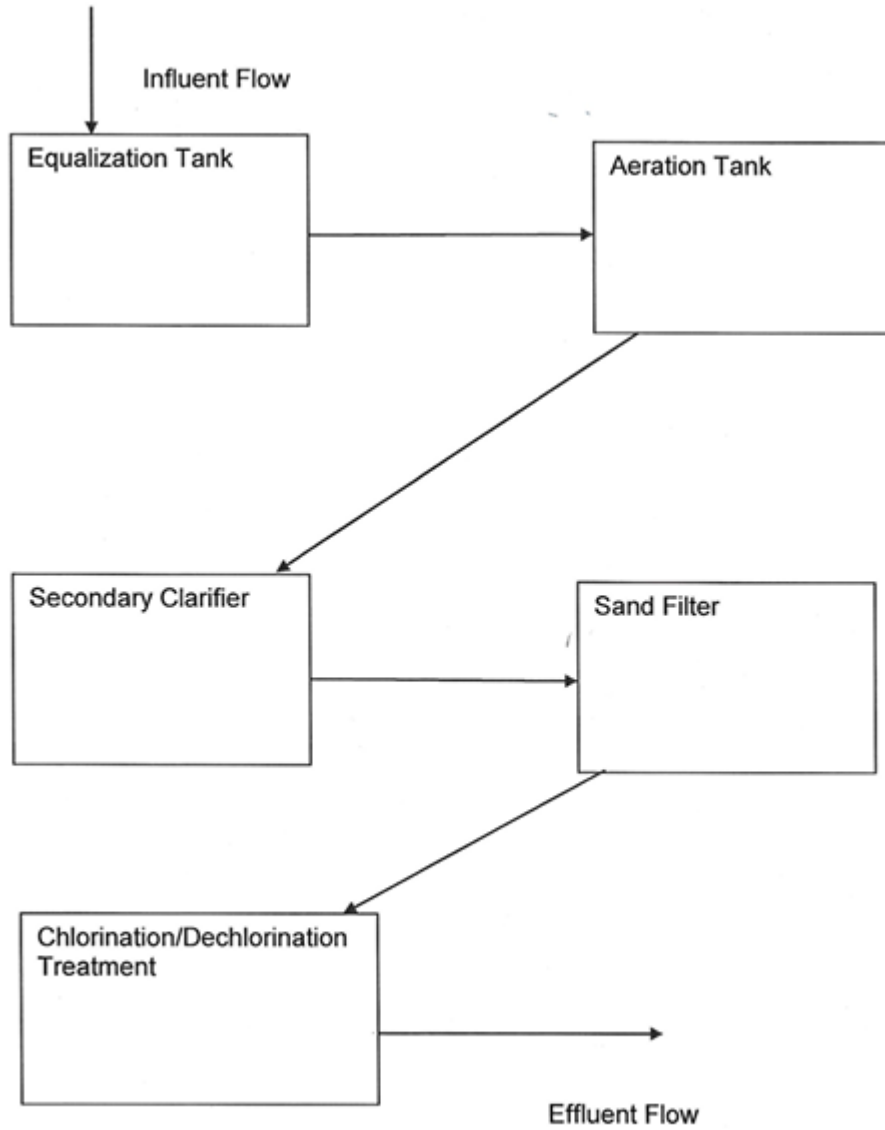 Influent Flow
Equalization Tank
Aeration Tank
Secondary Clarifier
Sand Filter
Chlorination/Dechlorination
Treatment
Effluent Flow